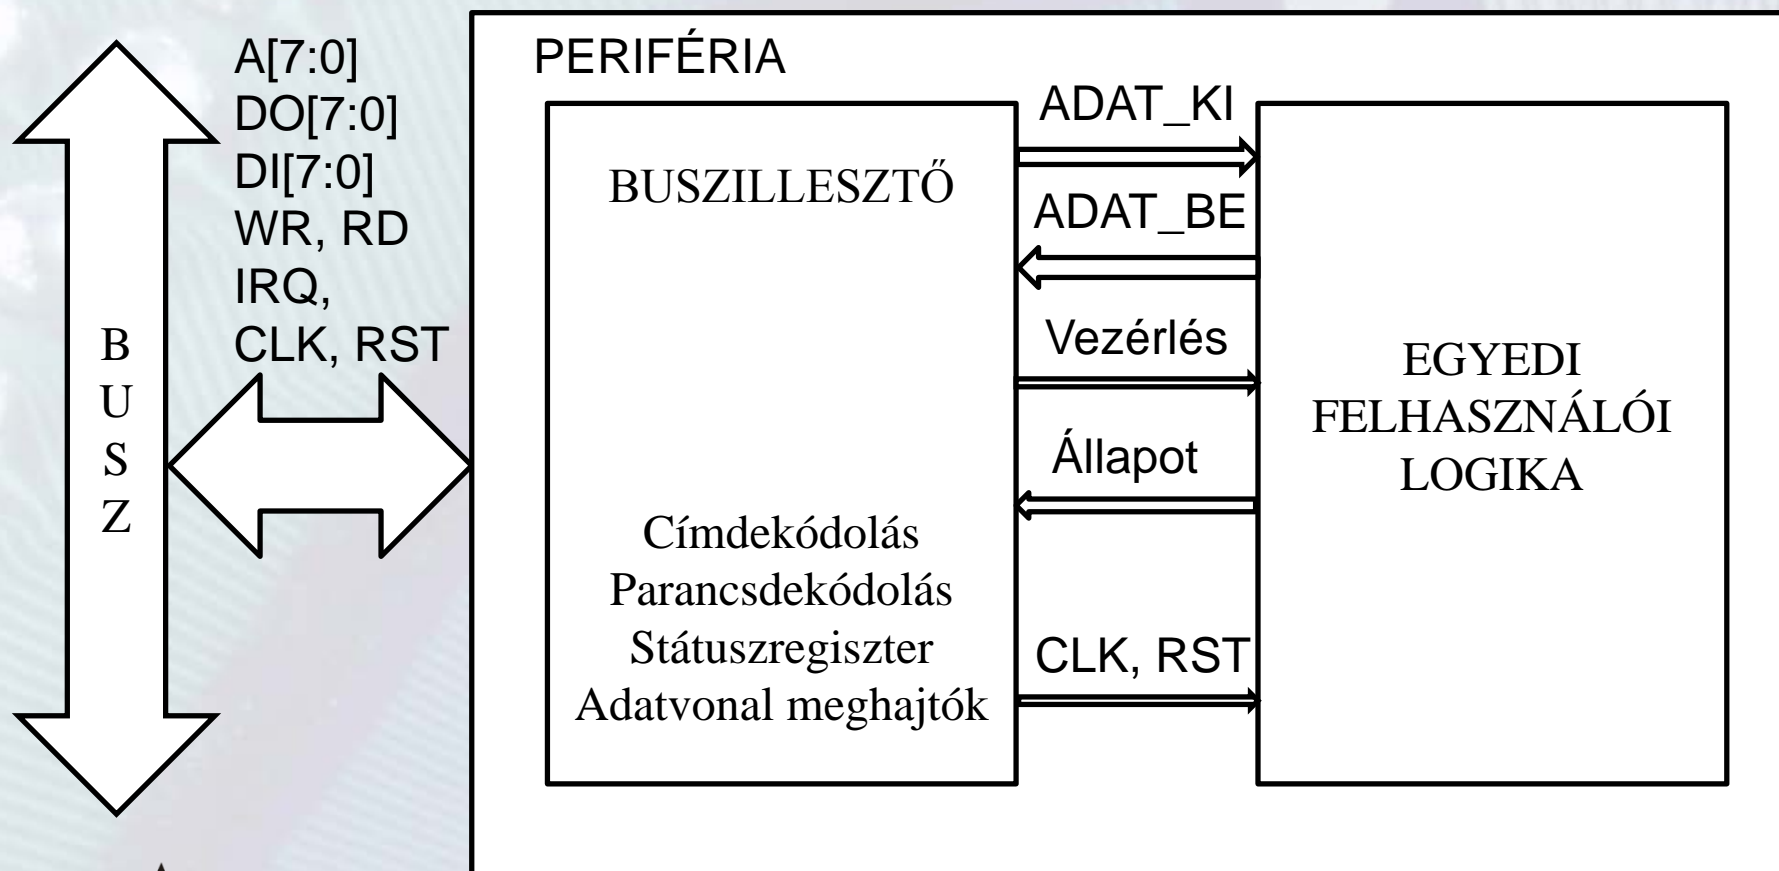 B
U
S
Z
A[7:0]
DO[7:0]
DI[7:0]
WR, RD
IRQ,
CLK, RST
PERIFÉRIA
BUSZILLESZTŐ
Címdekódolás
Parancsdekódolás
Státuszregiszter
Adatvonal meghajtók
ADAT_KI
ADAT_BE
Vezérlés
Állapot
CLK, RST
EGYEDI
FELHASZNÁLÓI
LOGIKA